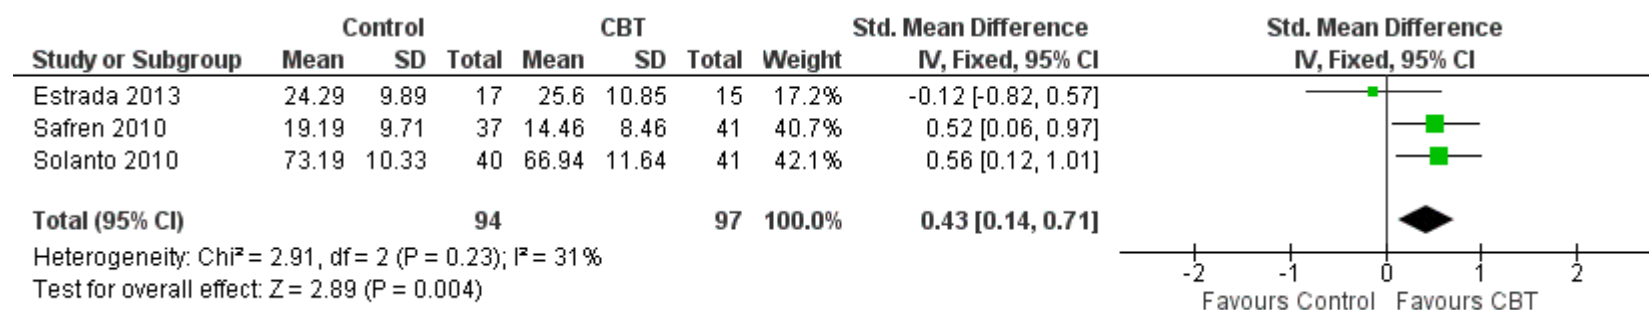 Control CBT Std. Mean Difference Std. Mean Difference
Study or Subgroup Mean SD Total Mean SD Total Weight IV, Fixed, 95% CI IV, Fixed, 95% CI
Estrada 2013 24.29 9.89 17 25.6 10.85 15 17.2% -0.12 [-0.82, 0.57]
Safren 2010 19.19 9.71 37 14.46 8.46 41 40.7% 0.52 [0.06, 0.97]
Solanto 2010 73.19 10.33 40 66.94 11.64 41 42.1% 0.56 [0.12, 1.01]
Total (95% CI) 94 97 100.0% 0.43 [0.14, 0.71]
Heterogeneity: Chi² = 2.91, df = 2 (P = 0.23); I² = 31%
Test for overall effect: Z = 2.89 (P = 0.004)
-2 -1 0 1 2
Favours Control Favours CBT